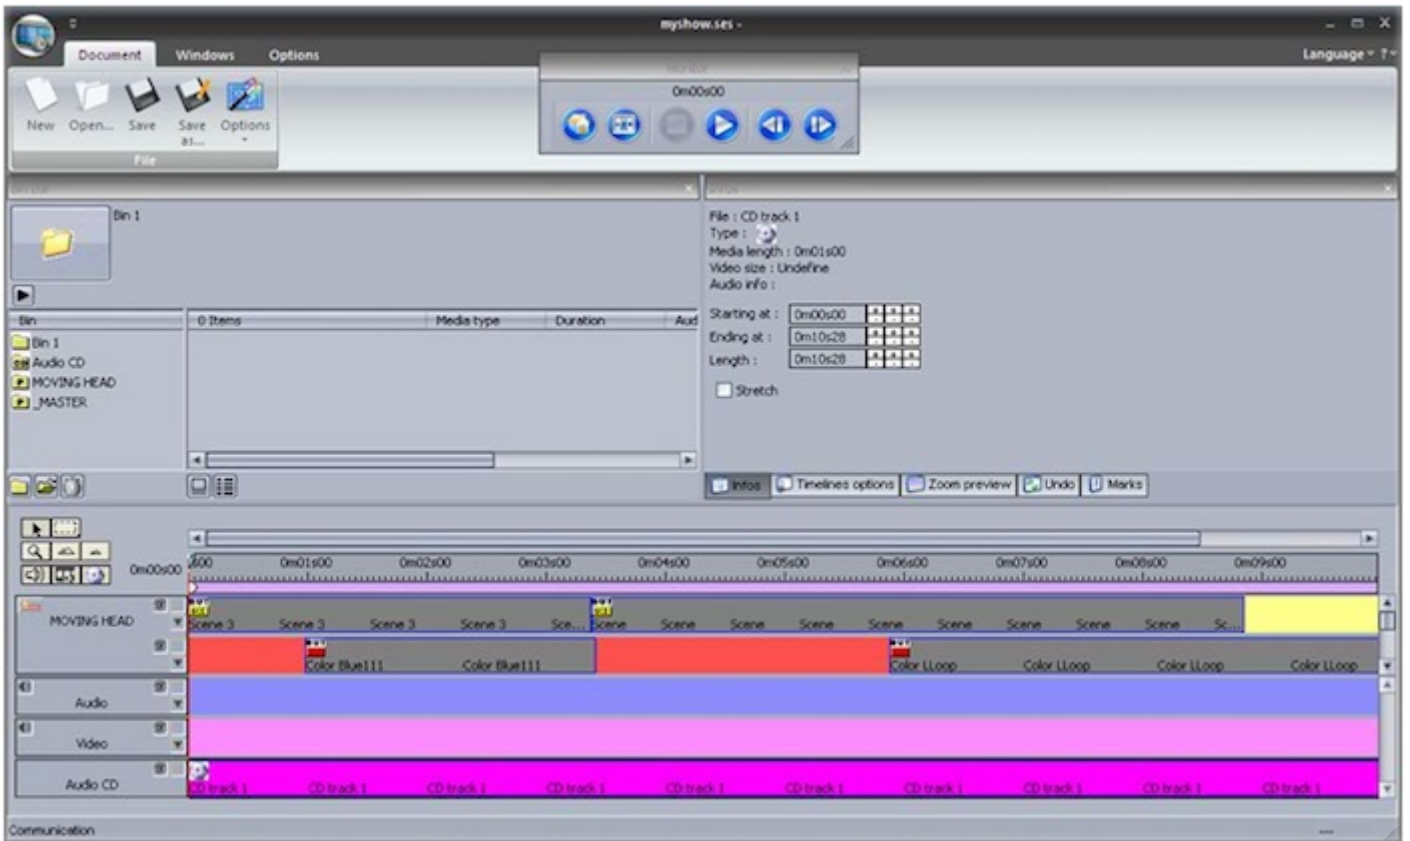 myshow.ses -
Document Windows Options
Language ?
Monitor
0m00s00
New Open... Save Save as... Options
File
Bin 1
File : CD track 1
Type :
Media length : 0m01s00
Video size : Undefine
Audio info :
Bin
0 Items Media type Duration Aud
Bin 1
Audio CD
MOVING HEAD
_MASTER
Starting at : 0m00s00
Ending at : 0m10s28
Length : 0m10s28
Stretch
Infos Timelines options Zoom preview Undo Marks
0m00s00 s00 0m01s00 0m02s00 0m03s00 0m04s00 0m05s00 0m06s00 0m07s00 0m08s00 0m09s00
MOVING HEAD
Scene 3 Scene 3 Scene 3 Scene 3 Sce... Scene Scene Scene Scene Scene Scene Scene Scene Scene Sc...
Color Blue111 Color Blue111 Color LLoop Color LLoop Color LLoop Color LLoop
Audio
Video
Audio CD
CD track 1 CD track 1 CD track 1 CD track 1 CD track 1 CD track 1 CD track 1 CD track 1 CD track 1 CD track 1
Communication